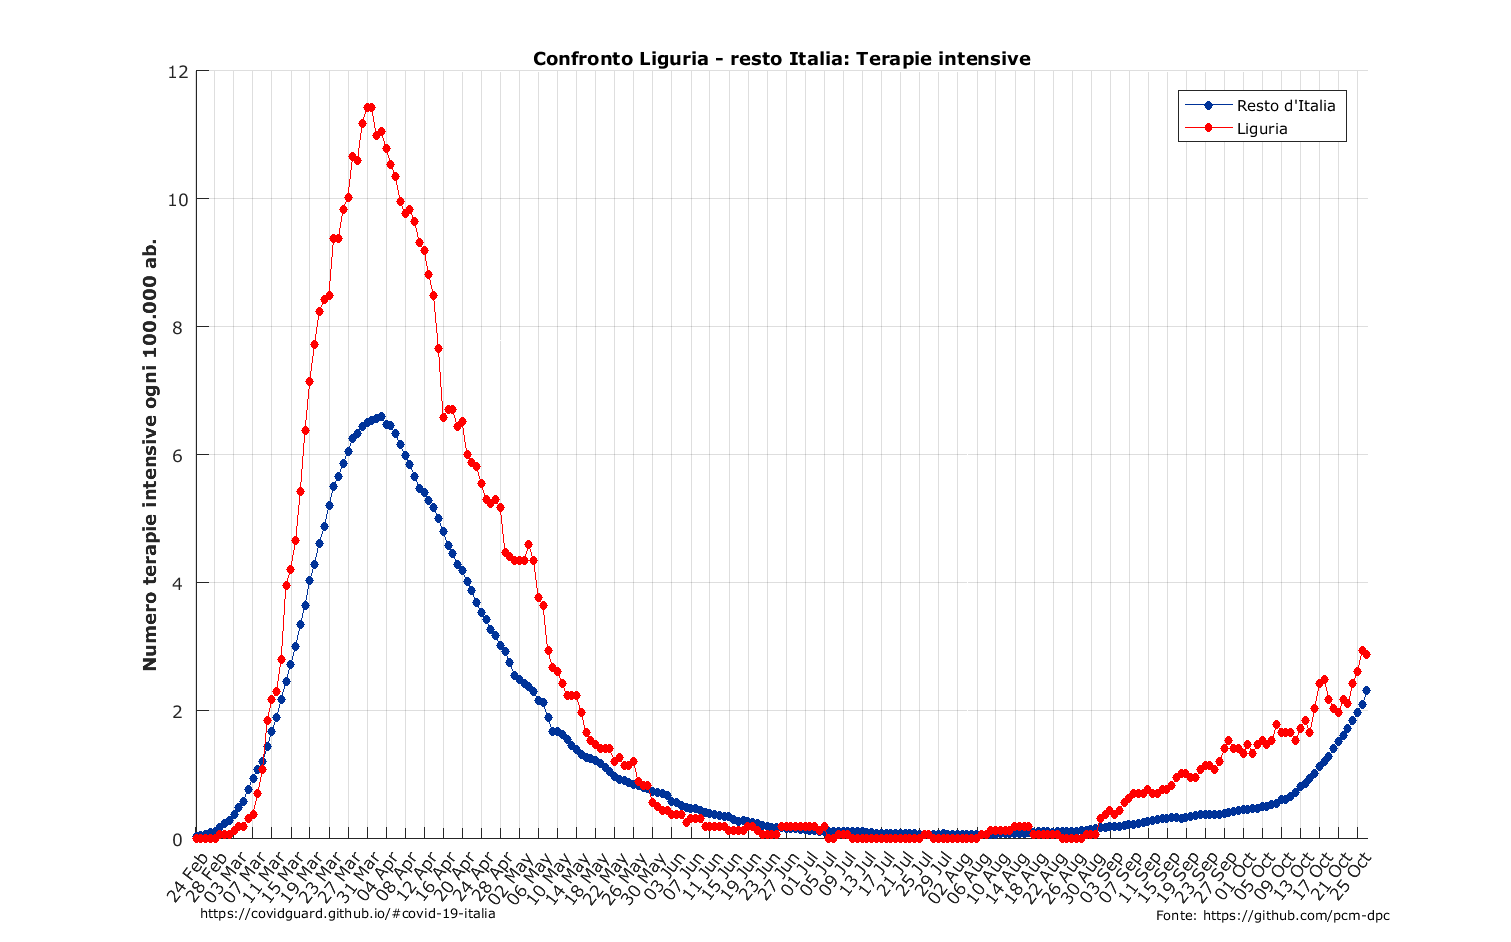 Confronto Liguria - resto Italia: Terapie intensive
Numero terapie intensive ogni 100.000 ab.
12
10
8
6
4
2
0
Resto d'Italia
Liguria
24 Feb
28 Feb
03 Mar
07 Mar
11 Mar
15 Mar
19 Mar
23 Mar
27 Mar
31 Mar
04 Apr
08 Apr
12 Apr
16 Apr
20 Apr
24 Apr
28 Apr
02 May
06 May
10 May
14 May
18 May
22 May
26 May
30 May
03 Jun
07 Jun
11 Jun
15 Jun
19 Jun
23 Jun
27 Jun
01 Jul
05 Jul
09 Jul
13 Jul
17 Jul
21 Jul
25 Jul
29 Jul
02 Aug
06 Aug
10 Aug
14 Aug
18 Aug
22 Aug
26 Aug
30 Aug
03 Sep
07 Sep
11 Sep
15 Sep
19 Sep
23 Sep
27 Sep
01 Oct
05 Oct
09 Oct
13 Oct
17 Oct
21 Oct
25 Oct
https://covidguard.github.io/#covid-19-italia
Fonte: https://github.com/pcm-dpc